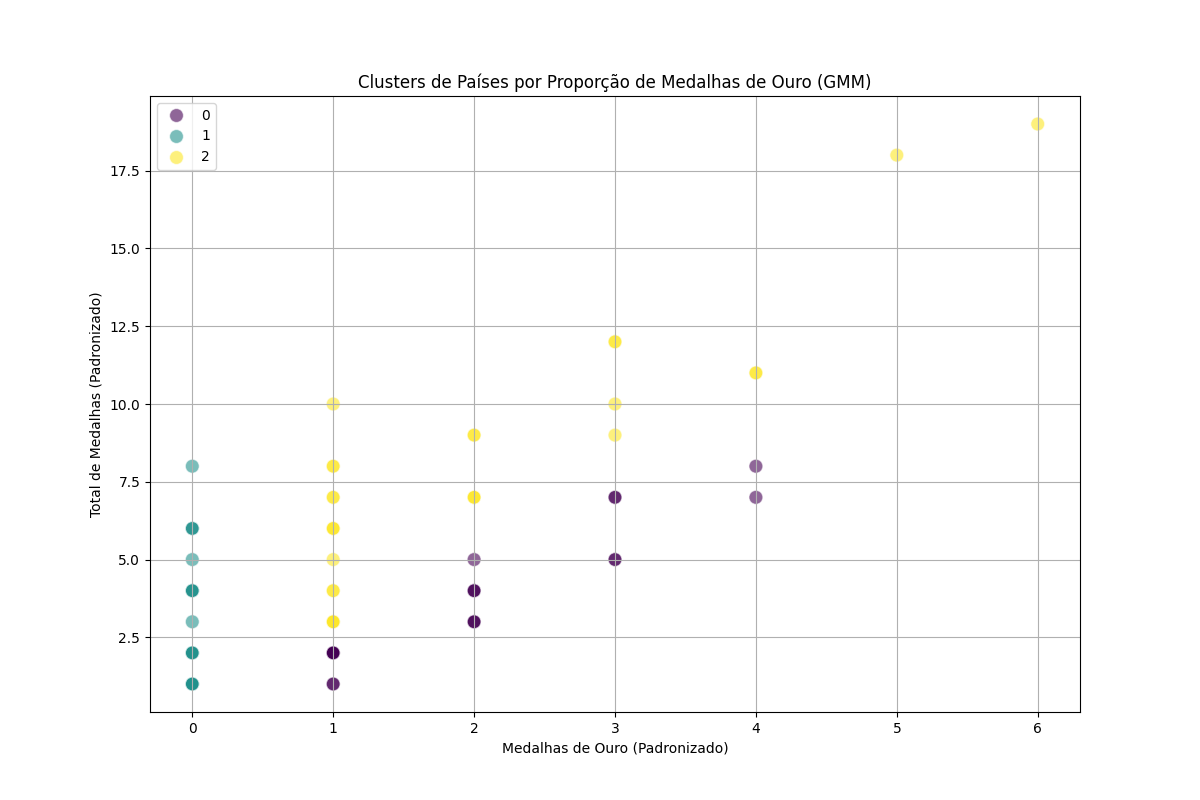 Clusters de Países por Proporção de Medalhas de Ouro (GMM)
0
1
2
17.5
15.0
12.5
10.0
7.5
5.0
2.5
Total de Medalhas (Padronizado)
0 1 2 3 4 5 6
Medalhas de Ouro (Padronizado)